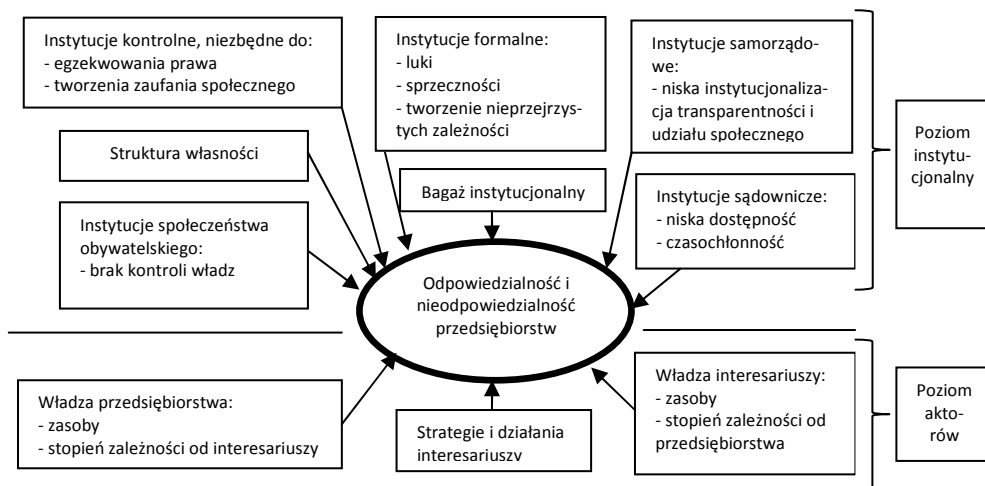 Instytucje kontrolne, niezbędne do:
- egzekwowania prawa
- tworzenia zaufania społecznego
Instytucje formalne:
- luki
- sprzeczności
- tworzenie nieprzejrzys-
tych zależności
Instytucje samorządo-
we:
- niska instytucjonaliza-
cja transparentności i
udziału społecznego
Poziom
instytu-
cjonalny
Struktura własności
Bagaż instytucjonalny
Instytucje sądownicze:
- niska dostępność
- czasochłonność
Instytucje społeczeństwa
obywatelskiego:
- brak kontroli władz
Odpowiedzialność i
nieodpowiedzialność
przedsiębiorstw
Władza przedsiębiorstwa:
- zasoby
- stopień zależności od interesariuszy
Strategie i działania
interesariuszy
Władza interesariuszy:
- zasoby
- stopień zależności od
przedsiębiorstwa
Poziom
akto-
rów